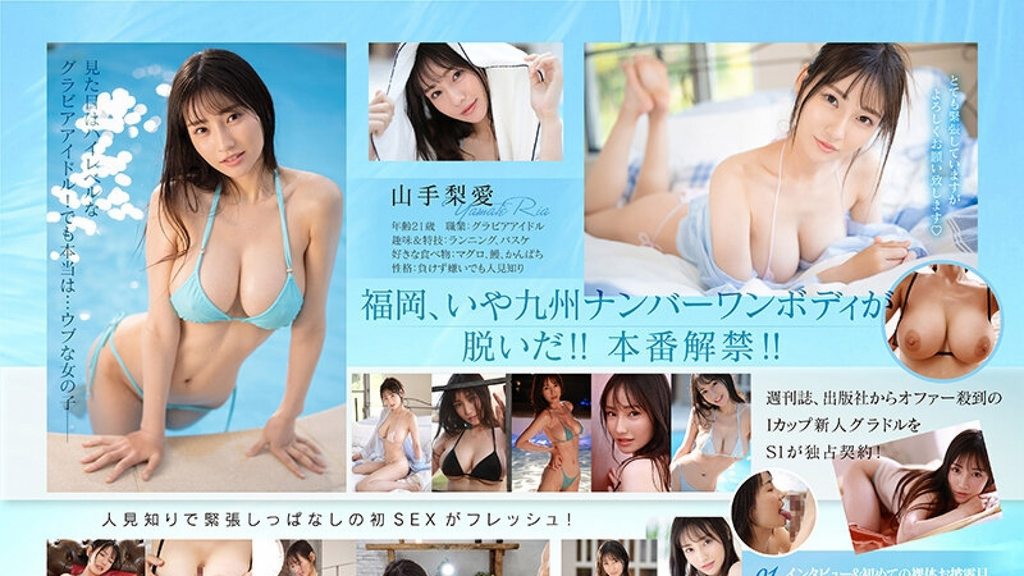 見た目はハイレベルな
グラビアアイドル…でも本当は…ウブな女の子――
山手梨愛
Yamate Ria
年齢21歳 職業：グラビアアイドル
趣味＆特技：ランニング、バスケ
好きな食べ物：マグロ、鰻、かんぱち
性格：負けず嫌いでも人見知り
とても緊張していますが
よろしくお願い致します♡
福岡、いや九州ナンバーワンボディが
脱いだ!! 本番解禁!!
週刊誌、出版社からオファー殺到の
Iカップ新人グラドルを
S1が独占契約！
人見知りで緊張しっぱなしの初SEXがフレッシュ！
01 インタビュー&初めての裸体お披露目